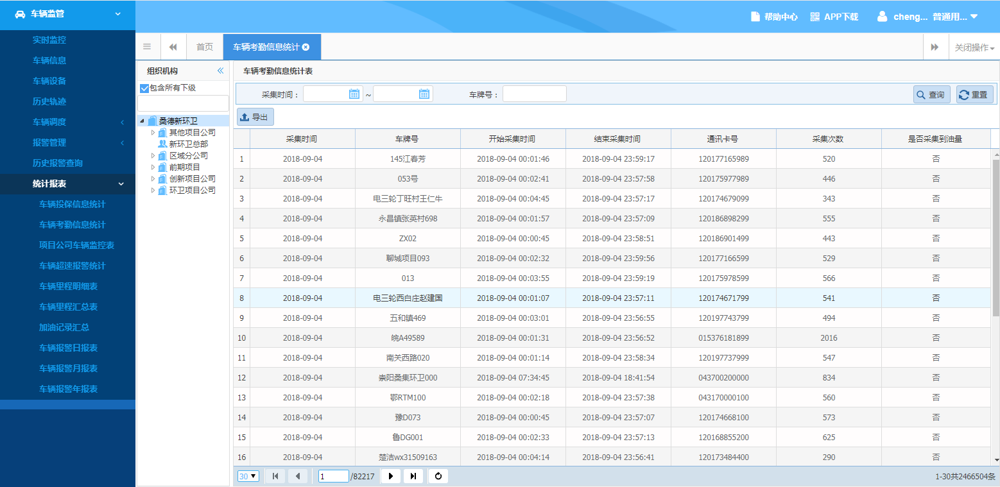 车辆监管
帮助中心 APP下载 cheng... 普通用...
实时监控
车辆信息
车辆设备
历史轨迹
车辆调度
报警管理
历史报警查询
统计报表
车辆投保信息统计
车辆考勤信息统计
项目公司车辆监控表
车辆超速报警统计
车辆里程明细表
车辆里程汇总表
加油记录汇总
车辆报警日报表
车辆报警月报表
车辆报警年报表
首页 车辆考勤信息统计 关闭操作
组织机构
包含所有下级
桑德新环卫
其他项目公司
新环卫总部
区域分公司
前期项目
创新项目公司
环卫项目公司
车辆考勤信息统计表
采集时间: ~ 车牌号: 查询 重置
导出
采集时间 车牌号 开始采集时间 结束采集时间 通讯卡号 采集次数 是否采集到油量
1 2018-09-04 145江春芳 2018-09-04 00:01:46 2018-09-04 23:59:17 120177165989 520 否
2 2018-09-04 053号 2018-09-04 00:02:41 2018-09-04 23:57:58 120175977989 446 否
3 2018-09-04 电三轮丁旺村王仁牛 2018-09-04 00:04:45 2018-09-04 23:57:17 120174679099 343 否
4 2018-09-04 永昌镇张英村698 2018-09-04 00:01:57 2018-09-04 23:57:09 120186898299 555 否
5 2018-09-04 ZX02 2018-09-04 00:00:45 2018-09-04 23:58:51 120186901499 443 否
6 2018-09-04 聊城项目093 2018-09-04 00:02:32 2018-09-04 23:59:56 120177166599 529 否
7 2018-09-04 013 2018-09-04 00:03:55 2018-09-04 23:59:19 120175978599 566 否
8 2018-09-04 电三轮西白庄赵建国 2018-09-04 00:01:07 2018-09-04 23:57:11 120174671799 541 否
9 2018-09-04 五和镇469 2018-09-04 00:03:01 2018-09-04 23:56:55 120197743799 494 否
10 2018-09-04 皖A49589 2018-09-04 00:01:31 2018-09-04 23:56:52 015376181899 2016 否
11 2018-09-04 南关西路020 2018-09-04 00:01:14 2018-09-04 23:58:34 120197737999 547 否
12 2018-09-04 崇阳桑集环卫000 2018-09-04 07:34:45 2018-09-04 18:41:54 043700200000 834 否
13 2018-09-04 鄂RTM100 2018-09-04 00:02:18 2018-09-04 23:57:38 043170000100 560 否
14 2018-09-04 豫D073 2018-09-04 00:00:45 2018-09-04 23:57:07 120174668100 573 否
15 2018-09-04 鲁DG001 2018-09-04 00:02:33 2018-09-04 23:57:13 120168855200 625 否
16 2018-09-04 楚洁wx31509163 2018-09-04 00:04:14 2018-09-04 23:56:41 120173484400 290 否
30 1 /82217 1-30共2466504条